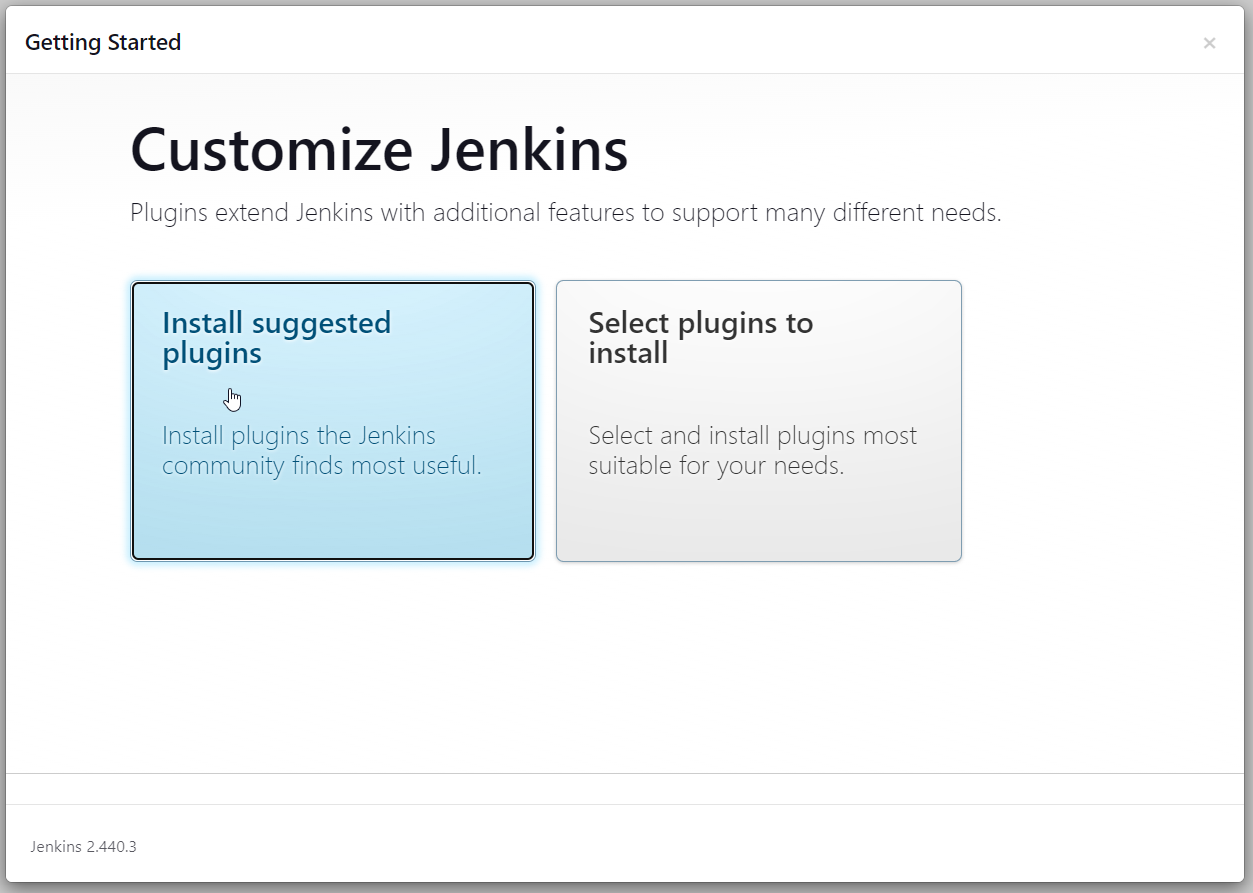 Getting Started
×
Customize Jenkins
Plugins extend Jenkins with additional features to support many different needs.
Install suggested
plugins
Install plugins the Jenkins
community finds most useful.
Select plugins to
install
Select and install plugins most
suitable for your needs.
Jenkins 2.440.3